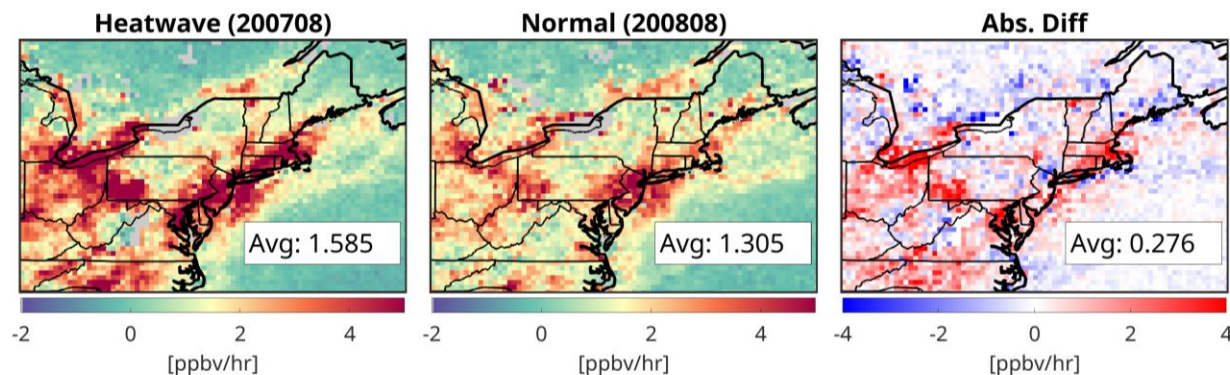 Heatwave (200708)
Normal (200808)
Abs. Diff
Avg: 1.585
Avg: 1.305
Avg: 0.276
-2 0 2 4
-2 0 2 4
-4 -2 0 2 4
[ppbv/hr]
[ppbv/hr]
[ppbv/hr]